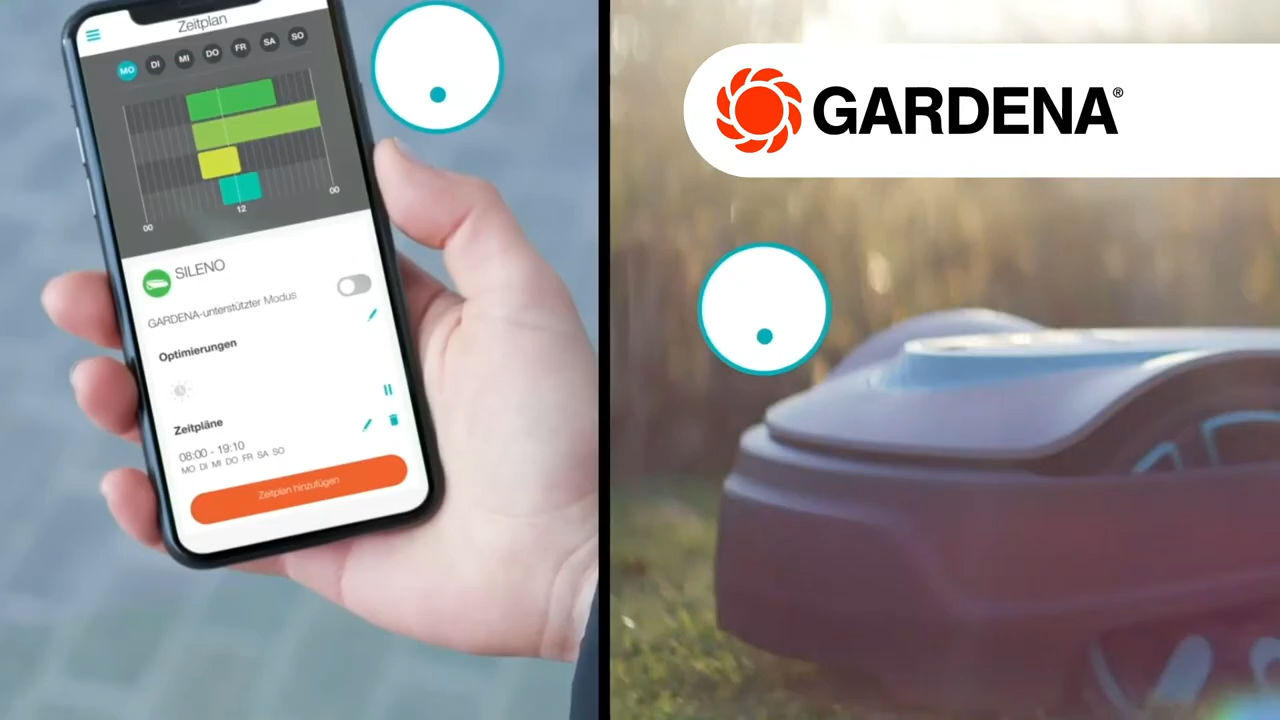 Zeitplan
MO DI MI DO FR SA SO
00 12 00
SILENO
GARDENA-unterstützter Modus
Optimierungen
Zeitpläne
08:00 - 19:10
MO DI MI DO FR SA SO
Zeitplan hinzufügen
GARDENA®